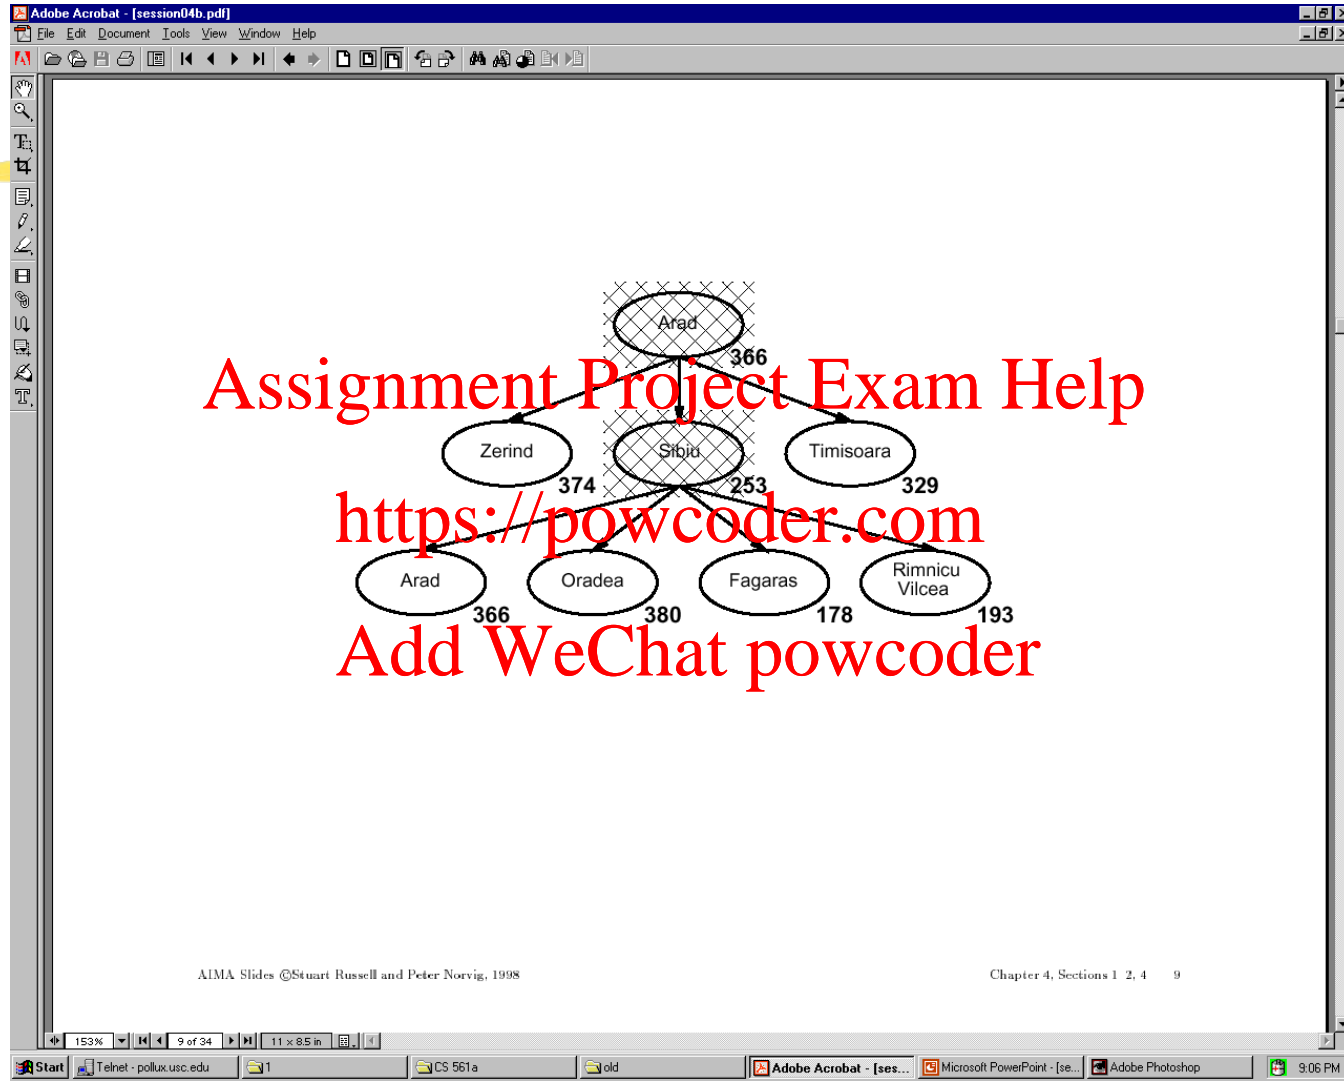 Adobe Acrobat - [session04b.pdf]
File Edit Document Tools View Window Help
Arad
366
Assignment Project Exam Help
Zerind
374
Sibiu
253
Timisoara
329
https://powcoder.com
Arad
366
Oradea
380
Fagaras
178
Rimnicu
Vilcea
193
Add WeChat powcoder
AIMA Slides ©Stuart Russell and Peter Norvig, 1998
Chapter 4, Sections 1 2, 4 9
153% 9 of 34 11 x 8.5 in
Start Telnet - pollux.usc.edu 1 CS 561a old Adobe Acrobat - [ses... Microsoft PowerPoint - [se... Adobe Photoshop 9:06 PM